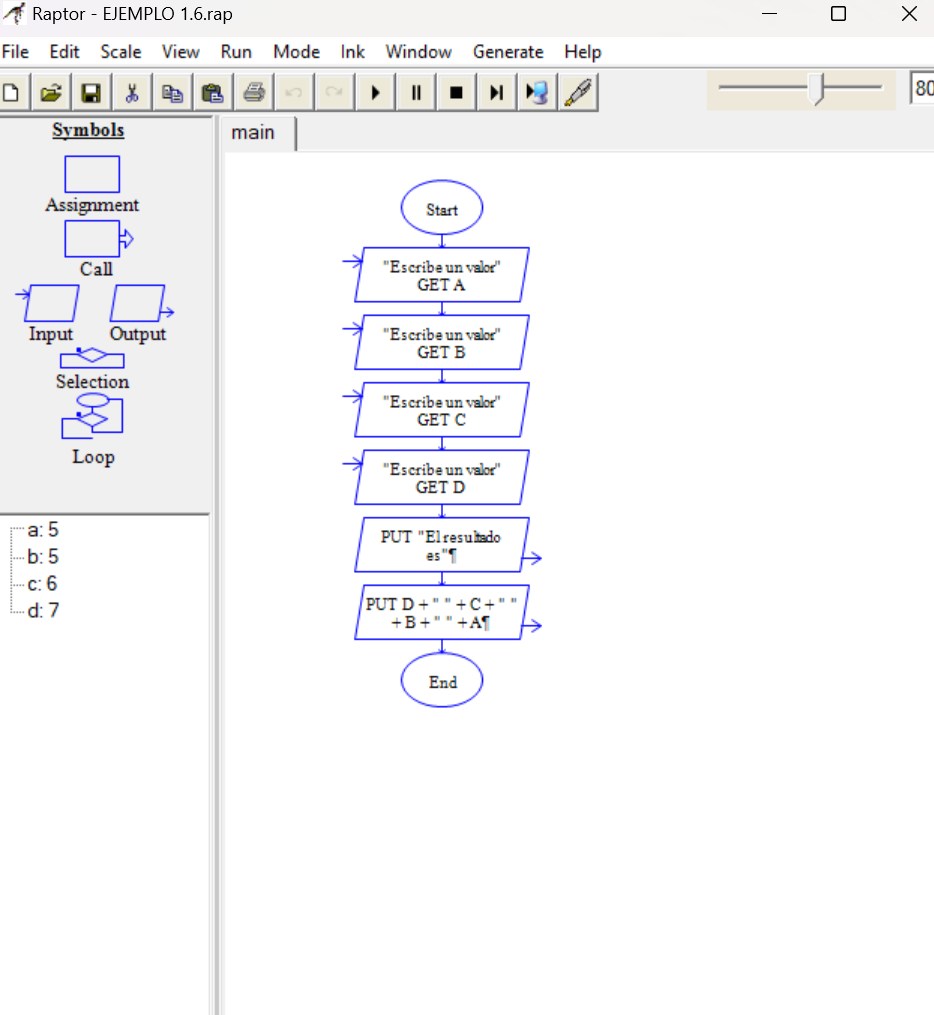 Raptor - EJEMPLO 1.6.rap
File Edit Scale View Run Mode Ink Window Generate Help
80
Symbols
Assignment
Call
Input Output
Selection
Loop
a: 5
b: 5
c: 6
d: 7
main
Start
"Escribe un valor"
GET A
"Escribe un valor"
GET B
"Escribe un valor"
GET C
"Escribe un valor"
GET D
PUT "El resultado
es"¶
PUT D + " " + C + " "
+ B + " " + A¶
End